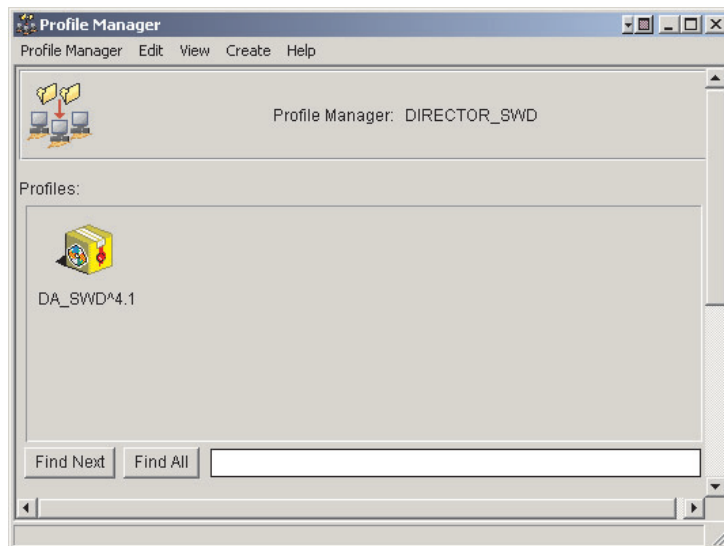 Profile Manager
Profile Manager Edit View Create Help
Profile Manager: DIRECTOR_SWD
Profiles:
DA_SWD^4.1
Find Next Find All